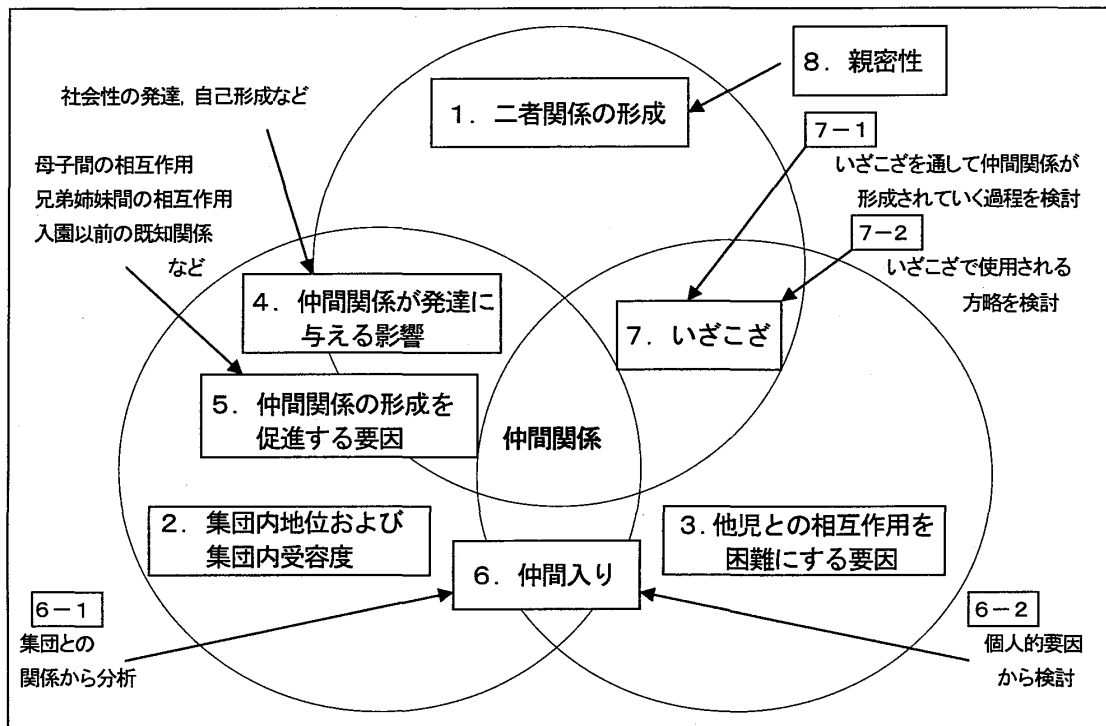 8．親密性
社会性の発達, 自己形成など
1．二者関係の形成
7－1
いざこざを通して仲間関係が
形成されていく過程を検討
母子間の相互作用
兄弟姉妹間の相互作用
入園以前の既知関係
など
7－2
いざこざで使用される
方略を検討
4．仲間関係が発達に
与える影響
7．いざこざ
5．仲間関係の形成を
促進する要因
仲間関係
2．集団内地位および
集団内受容度
3.他児との相互作用を
困難にする要因
6．仲間入り
6－1
集団との
関係から分析
6－2
個人的要因
から検討